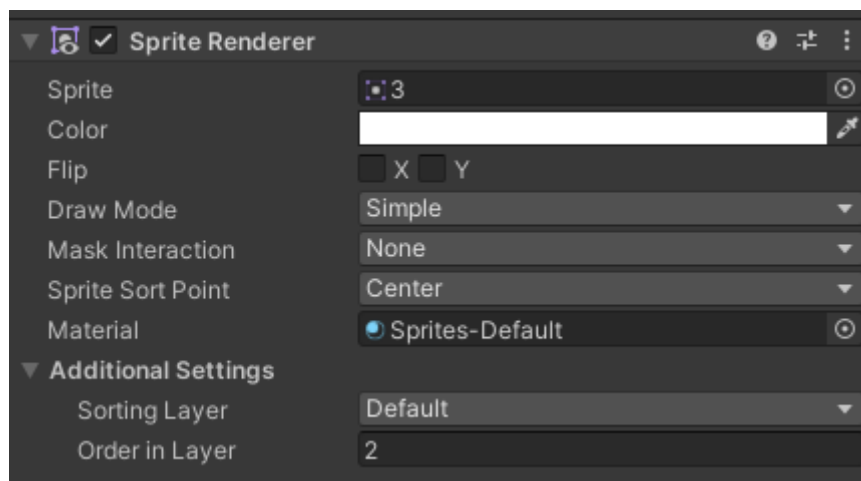 Sprite Renderer
Sprite 3
Color
Flip X Y
Draw Mode Simple
Mask Interaction None
Sprite Sort Point Center
Material Sprites-Default
Additional Settings
Sorting Layer Default
Order in Layer 2